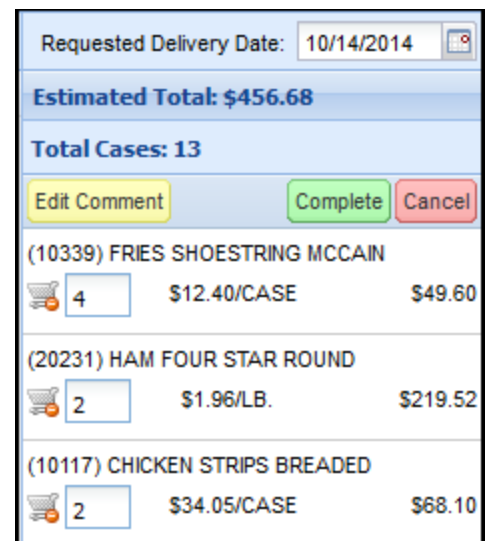 Requested Delivery Date: 10/14/2014
Estimated Total: $456.68
Total Cases: 13
Edit Comment Complete Cancel
(10339) FRIES SHOESTRING MCCAIN
4 $12.40/CASE $49.60
(20231) HAM FOUR STAR ROUND
2 $1.96/LB. $219.52
(10117) CHICKEN STRIPS BREADED
2 $34.05/CASE $68.10